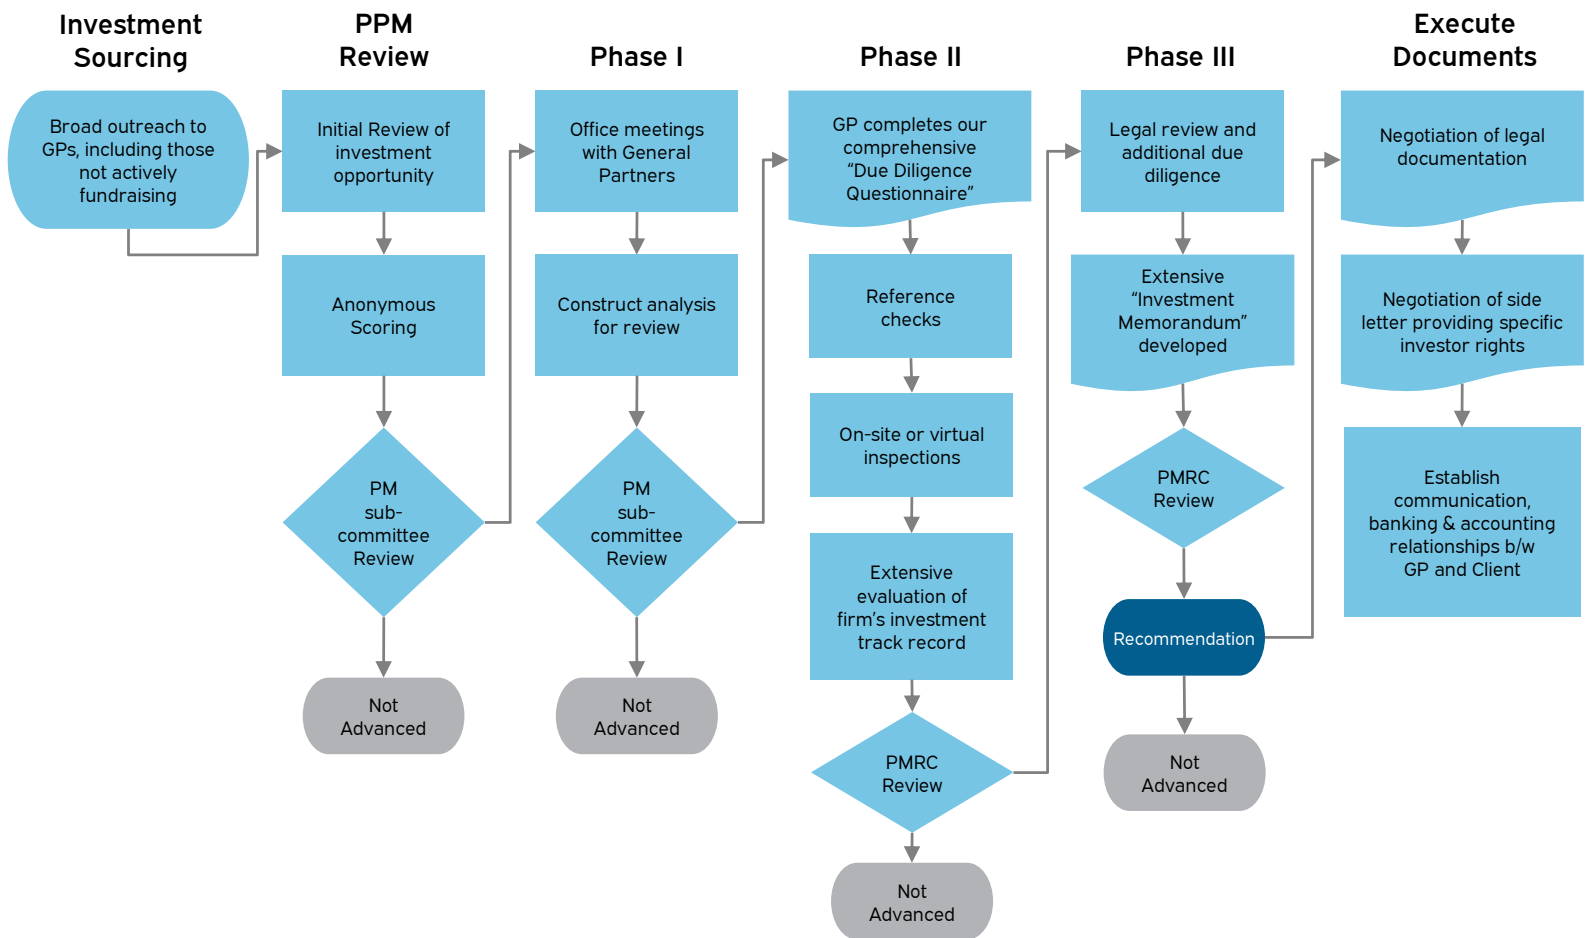 Investment
Sourcing
PPM
Review
Phase I
Phase II
Phase III
Execute
Documents
Broad outreach to
GPs, including those
not actively
fundraising
Initial Review of
investment
opportunity
Anonymous
Scoring
PM
sub-
committee
Review
Not
Advanced
Office meetings
with General
Partners
Construct analysis
for review
PM
sub-
committee
Review
Not
Advanced
GP completes our
comprehensive
“Due Diligence
Questionnaire”
Reference
checks
On-site or virtual
inspections
Extensive
evaluation of
firm’s investment
track record
PMRC
Review
Not
Advanced
Legal review and
additional due
diligence
Extensive
“Investment
Memorandum”
developed
PMRC
Review
Recommendation
Not
Advanced
Negotiation of legal
documentation
Negotiation of side
letter providing specific
investor rights
Establish
communication,
banking & accounting
relationships b/w
GP and Client